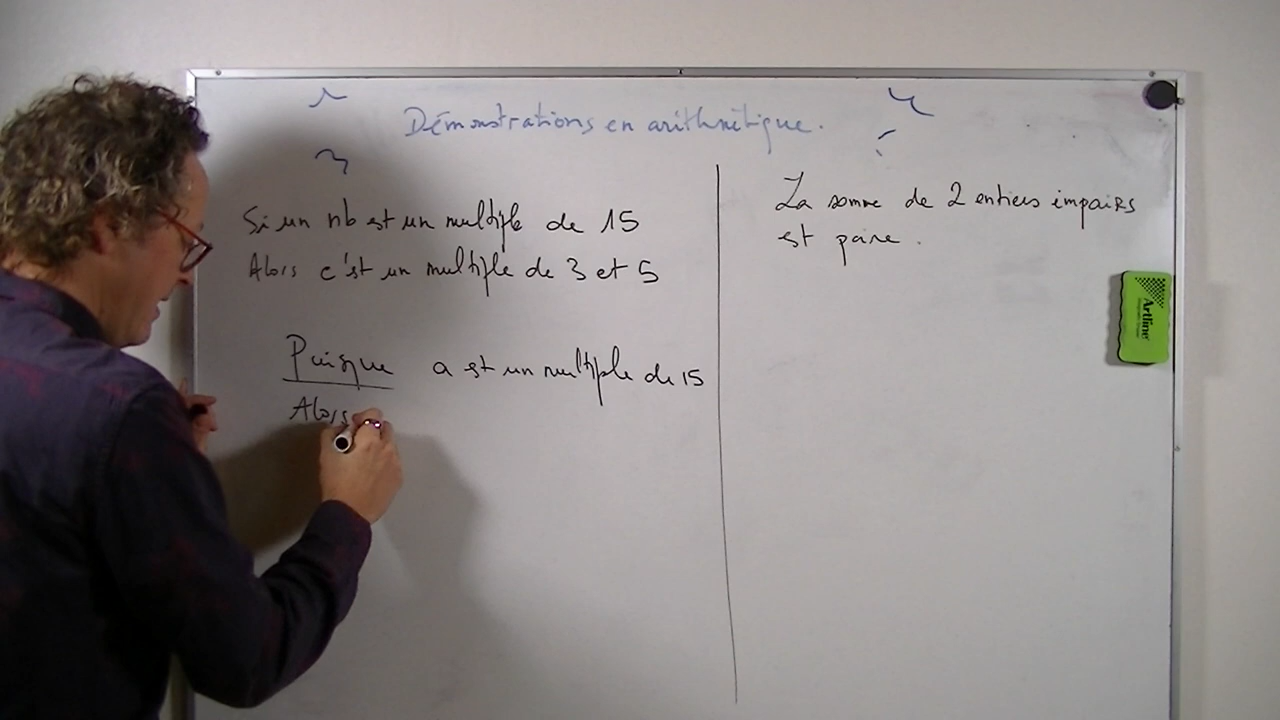 Démonstrations en arithmétique.
Si un nb est un multiple de 15
Alors c'est un multiple de 3 et 5
Puisque a est un multiple de 15
Alors
La somme de 2 entiers impairs
est paire.
Artline